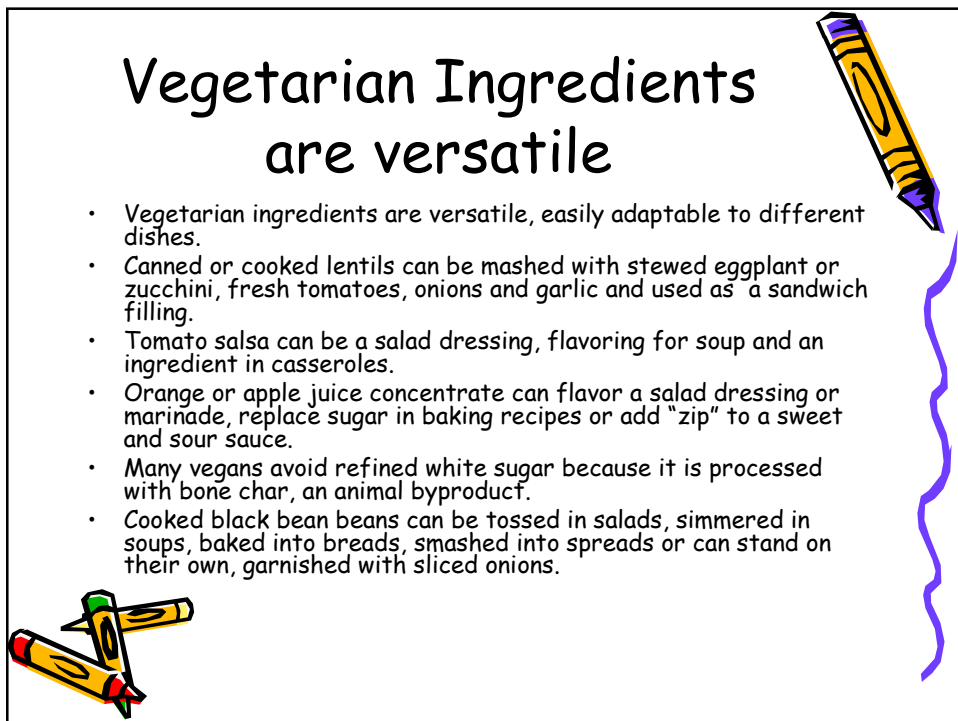 Vegetarian Ingredients
are versatile
• Vegetarian ingredients are versatile, easily adaptable to different
dishes.
• Canned or cooked lentils can be mashed with stewed eggplant or
zucchini, fresh tomatoes, onions and garlic and used as  a sandwich
filling.
• Tomato salsa can be a salad dressing, flavoring for soup and an
ingredient in casseroles.
• Orange or apple juice concentrate can flavor a salad dressing or
marinade, replace sugar in baking recipes or add “zip” to a sweet
and sour sauce.
• Many vegans avoid refined white sugar because it is processed
with bone char, an animal byproduct.
• Cooked black bean beans can be tossed in salads, simmered in
soups, baked into breads, smashed into spreads or can stand on
their own, garnished with sliced onions.